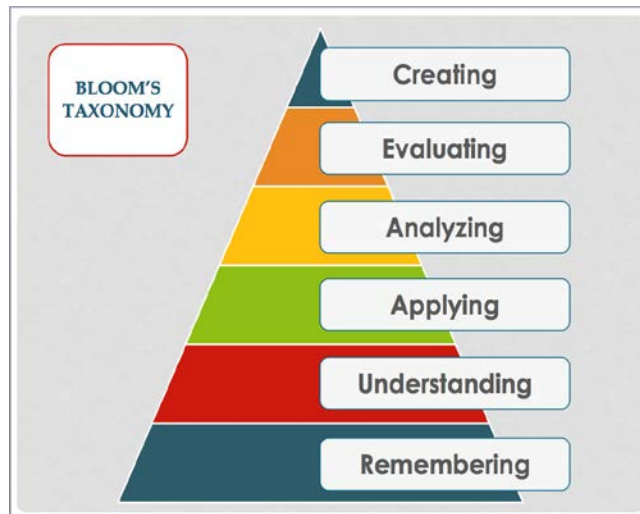 BLOOM'S
TAXONOMY
Creating
Evaluating
Analyzing
Applying
Understanding
Remembering